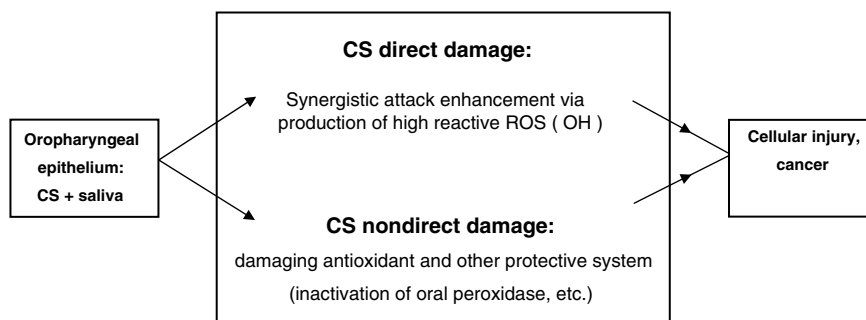 Oropharyngeal
epithelium:
CS + saliva
CS direct damage:
Synergistic attack enhancement via
production of high reactive ROS ( OH )
CS nondirect damage:
damaging antioxidant and other protective system
(inactivation of oral peroxidase, etc.)
Cellular injury,
cancer